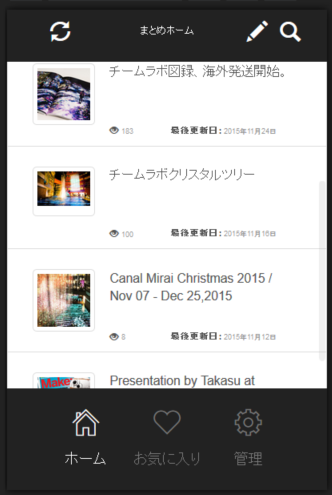 まとめホーム
チームラボ図録、海外発送開始。
183 最後更新日: 2015年11月24日
チームラボクリスタルツリー
100 最後更新日: 2015年11月16日
Canal Mirai Christmas 2015 /
Nov 07 - Dec 25,2015
8 最後更新日: 2015年11月12日
Make
Presentation by Takasu at
ホーム お気に入り 管理